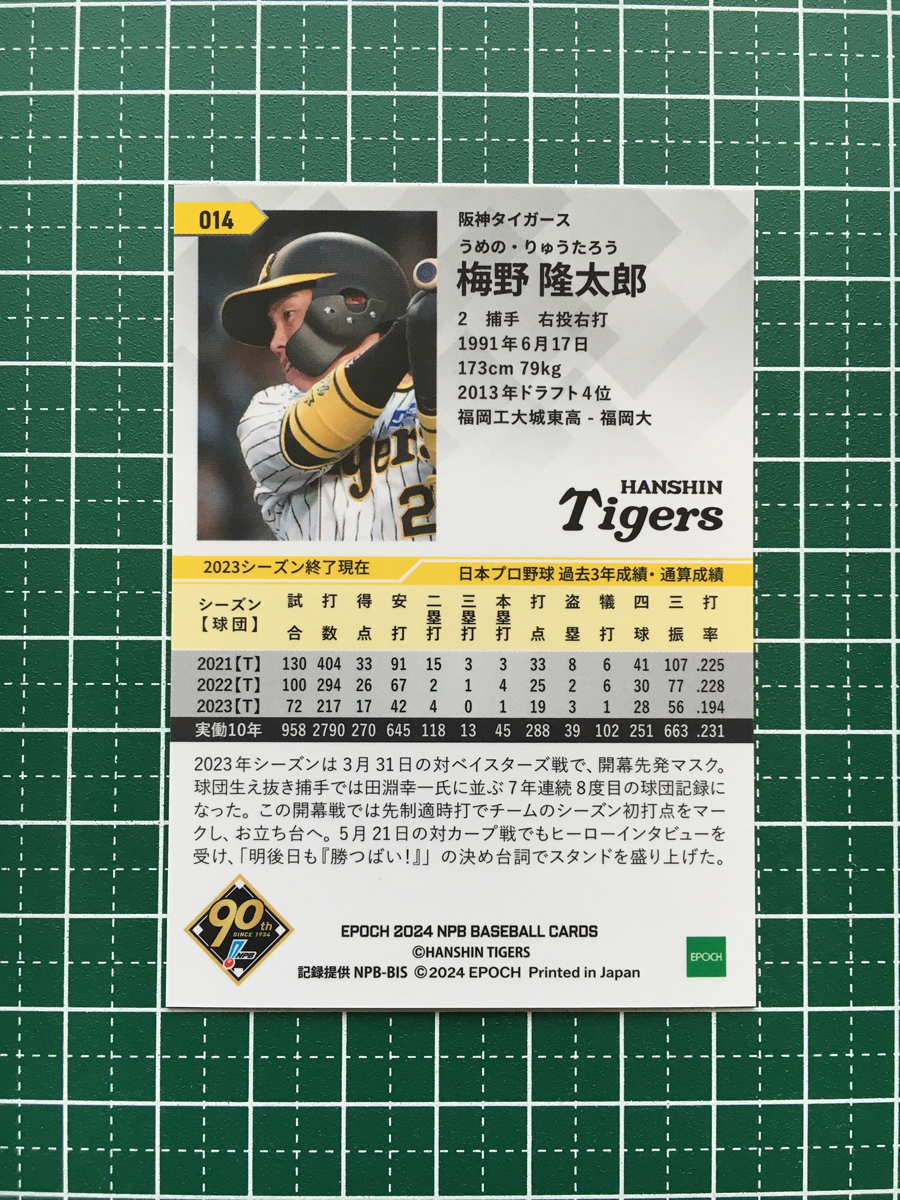 014
阪神タイガース
うめの・りゅうたろう
梅野 隆太郎
2 捕手 右投右打
1991年6月17日
173cm 79kg
2013年ドラフト4位
福岡工大城東高 - 福岡大
igers
2
HANSHIN
Tigers
2023シーズン終了現在
日本プロ野球 過去3年成績・通算成績
シーズン【球団】 試合 打数 得点 安打 二塁打 三塁打 本塁打 打点 盗塁 犠打 四球 三振 打率
2021【T】 130 404 33 91 15 3 3 33 8 6 41 107 .225
2022【T】 100 294 26 67 2 1 4 25 2 6 30 77 .228
2023【T】 72 217 17 42 4 0 1 19 3 1 28 56 .194
実働10年 958 2790 270 645 118 13 45 288 39 102 251 663 .231
2023年シーズンは3月31日の対ベイスターズ戦で、開幕先発マスク。
球団生え抜き捕手では田淵幸一氏に並ぶ7年連続8度目の球団記録に
なった。この開幕戦では先制適時打でチームのシーズン初打点をマー
クし、お立ち台へ。5月21日の対カープ戦でもヒーローインタビューを
受け、「明後日も『勝つばい！』」の決め台詞でスタンドを盛り上げた。
90th
SINCE 1934
NPB
EPOCH 2024 NPB BASEBALL CARDS
©HANSHIN TIGERS
記録提供 NPB-BIS ©2024 EPOCH Printed in Japan
EPOCH